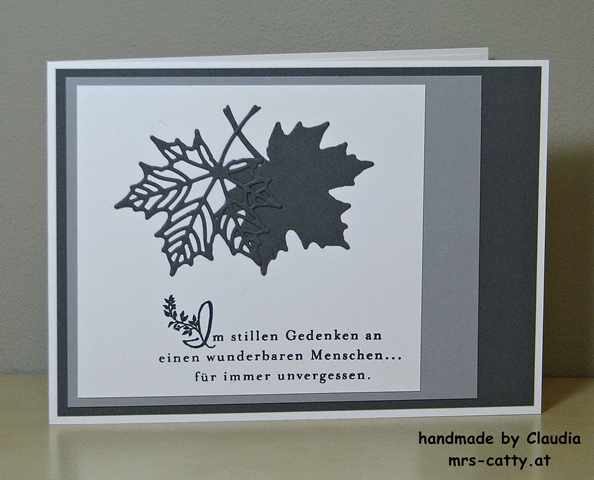 Im stillen Gedenken an
einen wunderbaren Menschen...
für immer unvergessen.
handmade by Claudia
mrs-catty.at